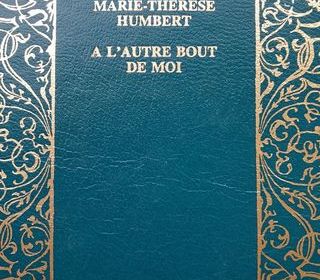 MARIE-THÉRÈSE
HUMBERT
A L'AUTRE BOUT
DE MOI